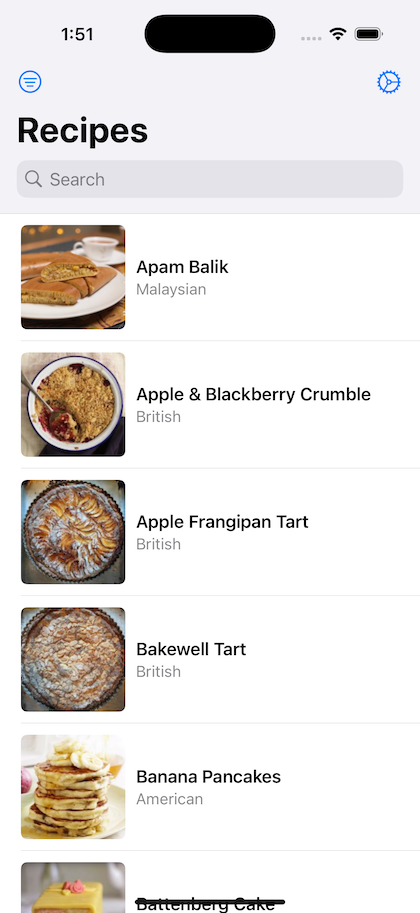 1:51
Recipes
Search
Apam Balik
Malaysian
Apple & Blackberry Crumble
British
Apple Frangipan Tart
British
Bakewell Tart
British
Banana Pancakes
American
Battenberg Cake